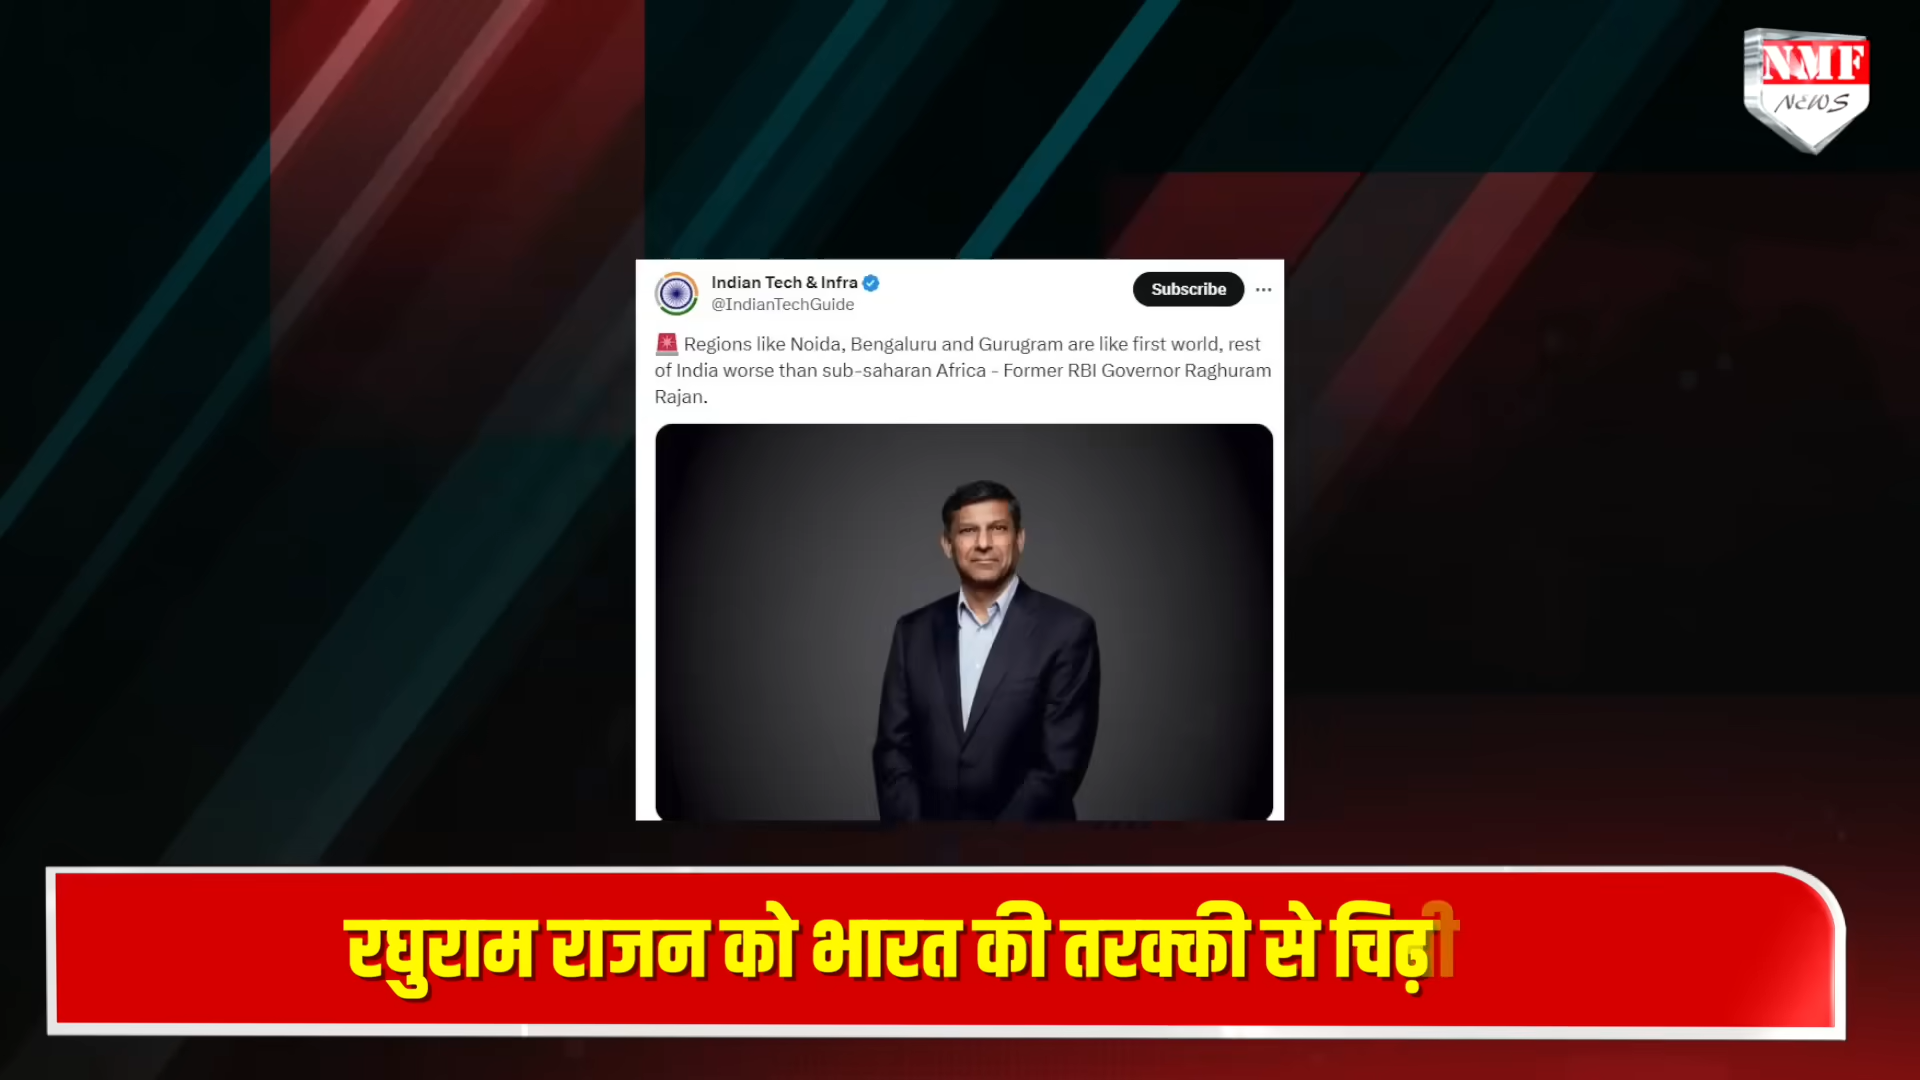 NMF
NEWS
Indian Tech & Infra
@IndianTechGuide
Subscribe
Regions like Noida, Bengaluru and Gurugram are like first world, rest
of India worse than sub-saharan Africa - Former RBI Governor Raghuram
Rajan.
रघुराम राजन को भारत की तरक्की से चिढ़ी